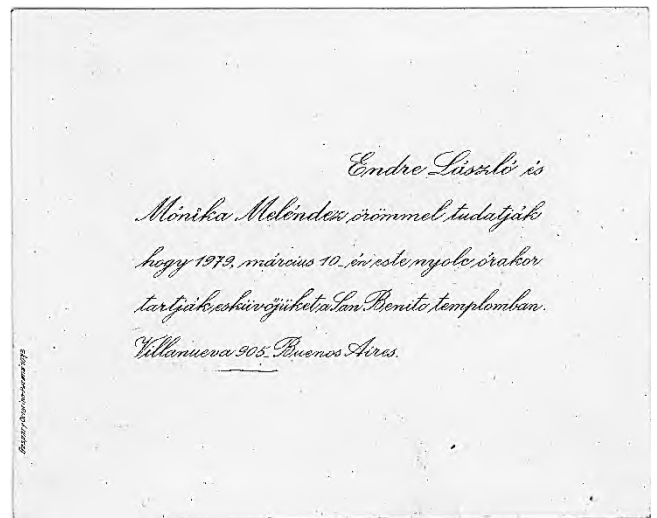 Endre László és
Mónika Meléndez, örömmel tudatják
hogy 1979, március 10-én este nyolc, órakor
tartják, esküvőjüket, a San Benito, templomban.
Villanueva 905_ Buenos Aires.